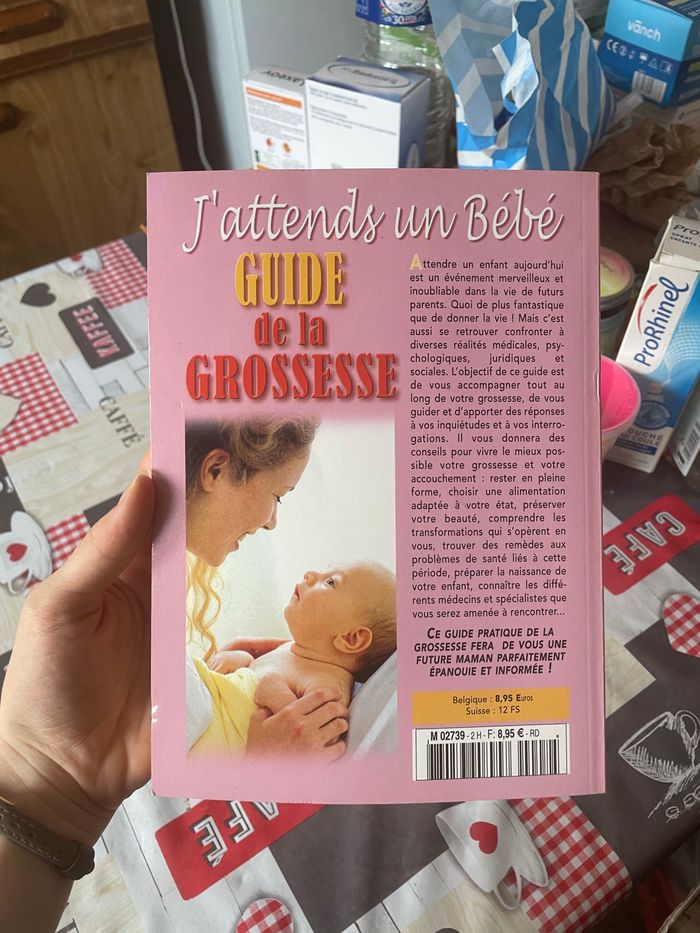 J'attends un Bébé
GUIDE
de la
GROSSESSE
Attendre un enfant aujourd'hui
est un événement merveilleux et
inoubliable dans la vie de futurs
parents. Quoi de plus fantastique
que de donner la vie ! Mais c'est
aussi se retrouver confronter à
diverses réalités médicales, psy-
chologiques, juridiques et
sociales. L'objectif de ce guide est
de vous accompagner tout au
long de votre grossesse, de vous
guider et d'apporter des réponses
à vos inquiétudes et à vos interro-
gations. Il vous donnera des
conseils pour vivre le mieux pos-
sible votre grossesse et votre
accouchement : rester en pleine
forme, choisir une alimentation
adaptée à votre état, préserver
votre beauté, comprendre les
transformations qui s'opèrent en
vous, trouver des remèdes aux
problèmes de santé liés à cette
période, préparer la naissance de
votre enfant, connaître les diffé-
rents médecins et spécialistes que
vous serez amenée à rencontrer...
CE GUIDE PRATIQUE DE LA
GROSSESSE FERA DE VOUS UNE
FUTURE MAMAN PARFAITEMENT
ÉPANOUIE ET INFORMÉE !
Belgique : 8,95 Euros
Suisse : 12 FS
M 02739 - 2 H - F: 8,95 € - RD
vänch
ProRhinel
KAFFEE
CAFFÉ
CAFE
CAFÉ